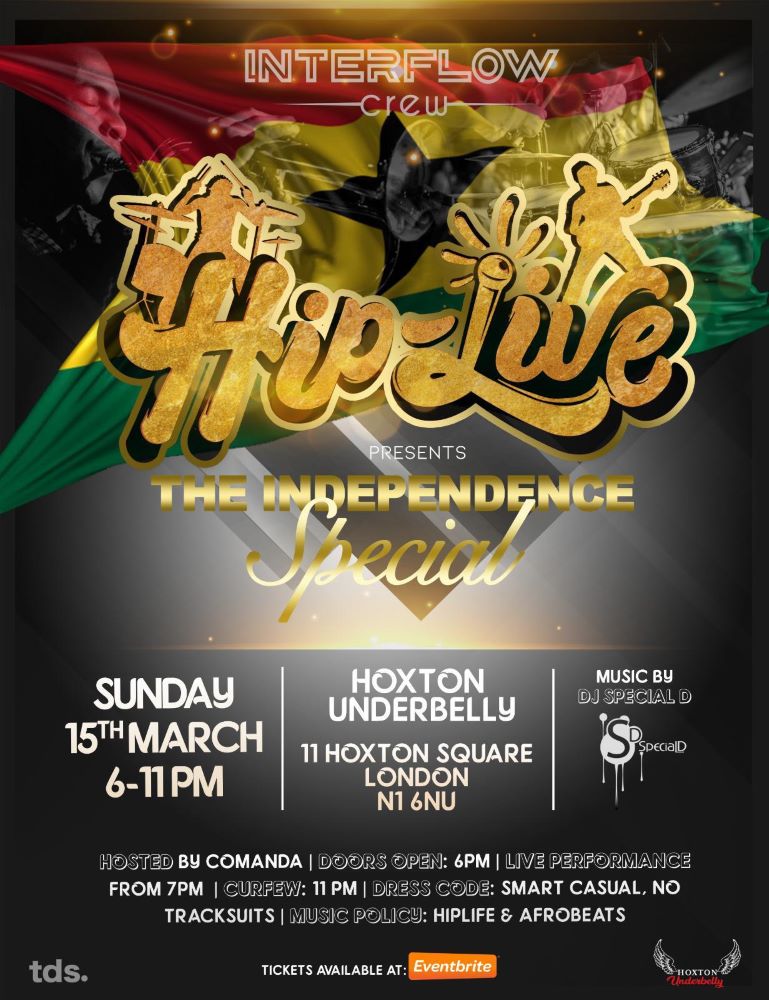 INTERFLOW
crew
Hip-Live
PRESENTS
THE INDEPENDENCE
Special
SUNDAY
15TH MARCH
6-11 PM
HOXTON
UNDERBELLY
11 HOXTON SQUARE
LONDON
N1 6NU
MUSIC BY
DJ SPECIAL D
SD SpecialD
HOSTED BY COMANDA | DOORS OPEN: 6PM | LIVE PERFORMANCE
FROM 7PM | CURFEW: 11 PM | DRESS CODE: SMART CASUAL, NO
TRACKSUITS | MUSIC POLICY: HIPLIFE & AFROBEATS
tds.
TICKETS AVAILABLE AT: Eventbrite
HOXTON
Underbelly